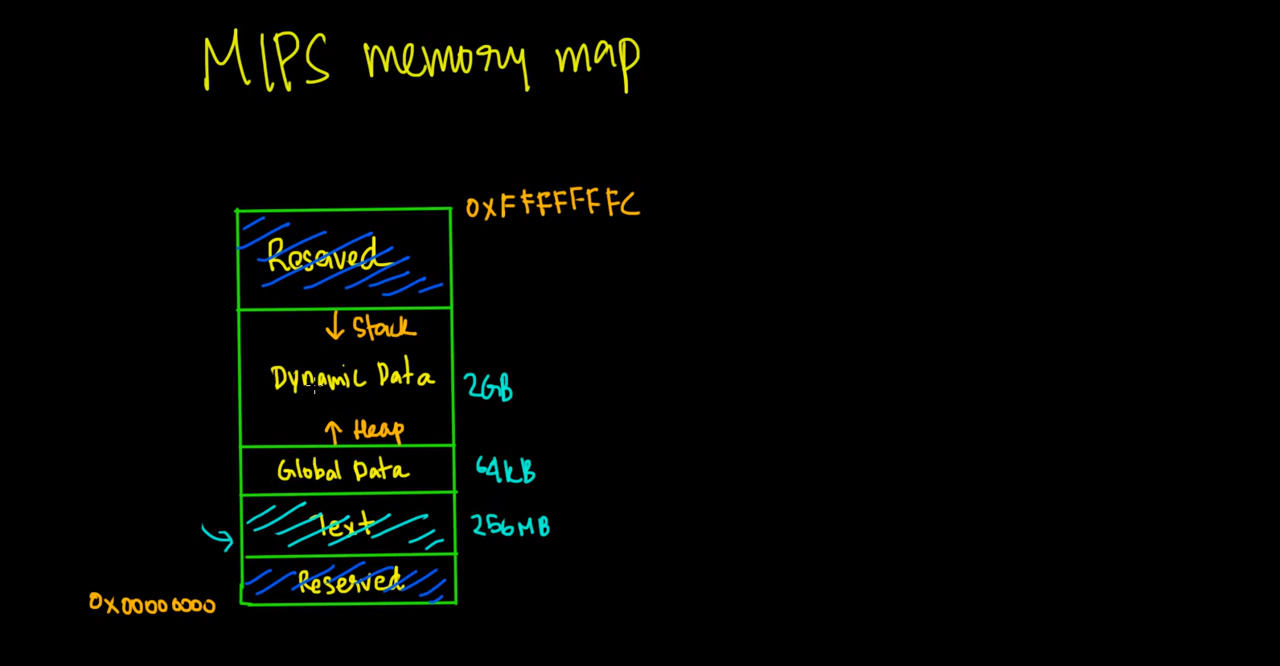 MIPS memory map
0xFFFFFFFC
Reserved
↓ Stack
Dynamic Data
2GB
↑ Heap
Global Data
64kB
Text
256MB
Reserved
0x00000000